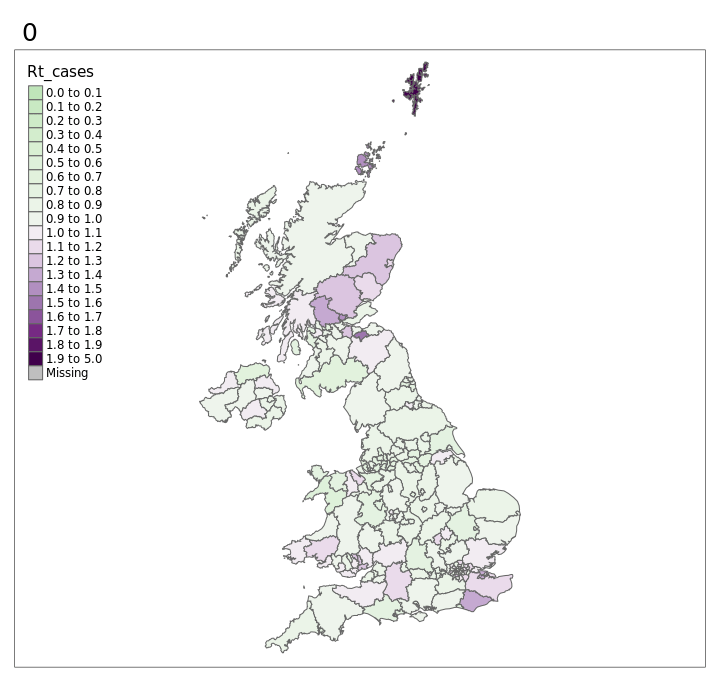 0
Rt_cases
0.0 to 0.1
0.1 to 0.2
0.2 to 0.3
0.3 to 0.4
0.4 to 0.5
0.5 to 0.6
0.6 to 0.7
0.7 to 0.8
0.8 to 0.9
0.9 to 1.0
1.0 to 1.1
1.1 to 1.2
1.2 to 1.3
1.3 to 1.4
1.4 to 1.5
1.5 to 1.6
1.6 to 1.7
1.7 to 1.8
1.8 to 1.9
1.9 to 5.0
Missing